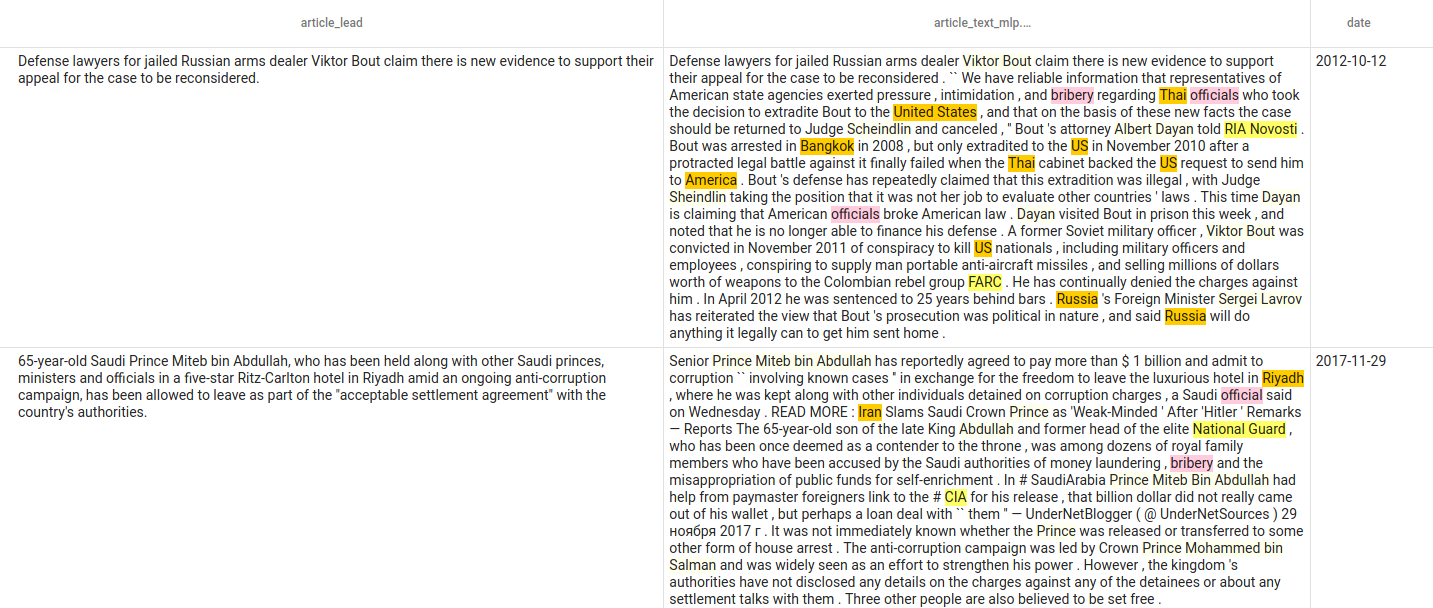 article_lead
article_text_mlp....
date
Defense lawyers for jailed Russian arms dealer Viktor Bout claim there is new evidence to support their
appeal for the case to be reconsidered.
Defense lawyers for jailed Russian arms dealer Viktor Bout claim there is new evidence to support
their appeal for the case to be reconsidered . `` We have reliable information that representatives of
American state agencies exerted pressure , intimidation , and bribery regarding Thai officials who took
the decision to extradite Bout to the United States , and that on the basis of these new facts the case
should be returned to Judge Scheindlin and canceled , " Bout 's attorney Albert Dayan told RIA Novosti .
Bout was arrested in Bangkok in 2008 , but only extradited to the US in November 2010 after a
protracted legal battle against it finally failed when the Thai cabinet backed the US request to send him
to America . Bout 's defense has repeatedly claimed that this extradition was illegal , with Judge
Sheindlin taking the position that it was not her job to evaluate other countries ' laws . This time Dayan
is claiming that American officials broke American law . Dayan visited Bout in prison this week , and
noted that he is no longer able to finance his defense . A former Soviet military officer , Viktor Bout was
convicted in November 2011 of conspiracy to kill US nationals , including military officers and
employees , conspiring to supply man portable anti-aircraft missiles , and selling millions of dollars
worth of weapons to the Colombian rebel group FARC . He has continually denied the charges against
him . In April 2012 he was sentenced to 25 years behind bars . Russia 's Foreign Minister Sergei Lavrov
has reiterated the view that Bout 's prosecution was political in nature , and said Russia will do
anything it legally can to get him sent home .
2012-10-12
65-year-old Saudi Prince Miteb bin Abdullah, who has been held along with other Saudi princes,
ministers and officials in a five-star Ritz-Carlton hotel in Riyadh amid an ongoing anti-corruption
campaign, has been allowed to leave as part of the "acceptable settlement agreement" with the
country's authorities.
Senior Prince Miteb bin Abdullah has reportedly agreed to pay more than $ 1 billion and admit to
corruption `` involving known cases " in exchange for the freedom to leave the luxurious hotel in Riyadh
, where he was kept along with other individuals detained on corruption charges , a Saudi official said
on Wednesday . READ MORE : Iran Slams Saudi Crown Prince as 'Weak-Minded ' After 'Hitler ' Remarks
— Reports The 65-year-old son of the late King Abdullah and former head of the elite National Guard ,
who has been once deemed as a contender to the throne , was among dozens of royal family
members who have been accused by the Saudi authorities of money laundering , bribery and the
misappropriation of public funds for self-enrichment . In # SaudiArabia Prince Miteb Bin Abdullah had
help from paymaster foreigners link to the # CIA for his release , that billion dollar did not really came
out of his wallet , but perhaps a loan deal with `` them " — UnderNetBlogger ( @ UnderNetSources ) 29
ноября 2017 г . It was not immediately known whether the Prince was released or transferred to some
other form of house arrest . The anti-corruption campaign was led by Crown Prince Mohammed bin
Salman and was widely seen as an effort to strengthen his power . However , the kingdom 's
authorities have not disclosed any details on the charges against any of the detainees or about any
settlement talks with them . Three other people are also believed to be set free .
2017-11-29